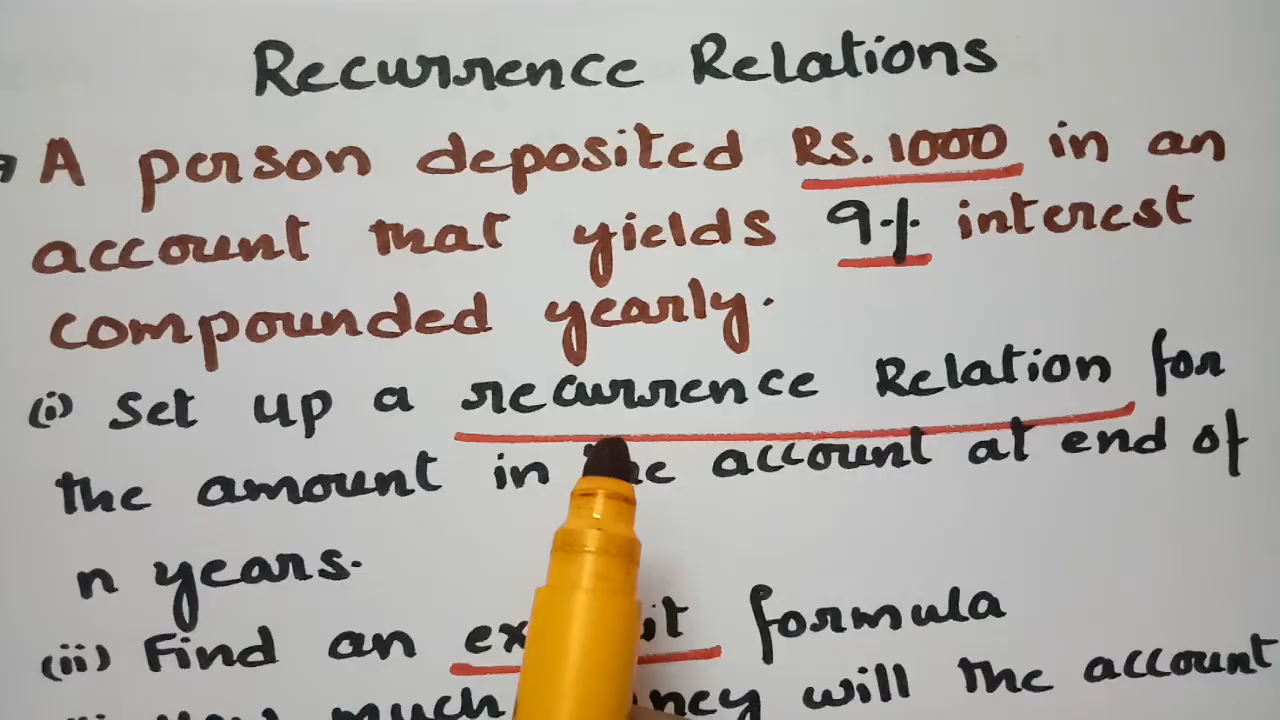 Recurrence Relations
A person deposited Rs. 1000 in an
account that yields 9% interest
compounded yearly.
(i) Set up a recurrence Relation for
the amount in account at end of
n years.
(ii) Find an formula
much will the account